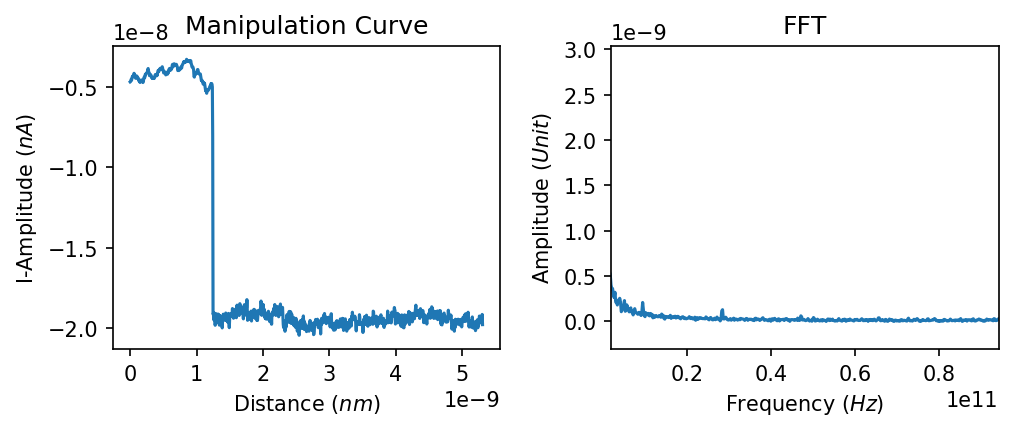 Manipulation Curve
1e−8
−0.5
−1.0
−1.5
−2.0
I-Amplitude (nA)
0 1 2 3 4 5
1e−9
Distance (nm)
FFT
1e−9
3.0
2.5
2.0
1.5
1.0
0.5
0.0
Amplitude (Unit)
0.2 0.4 0.6 0.8
1e11
Frequency (Hz)